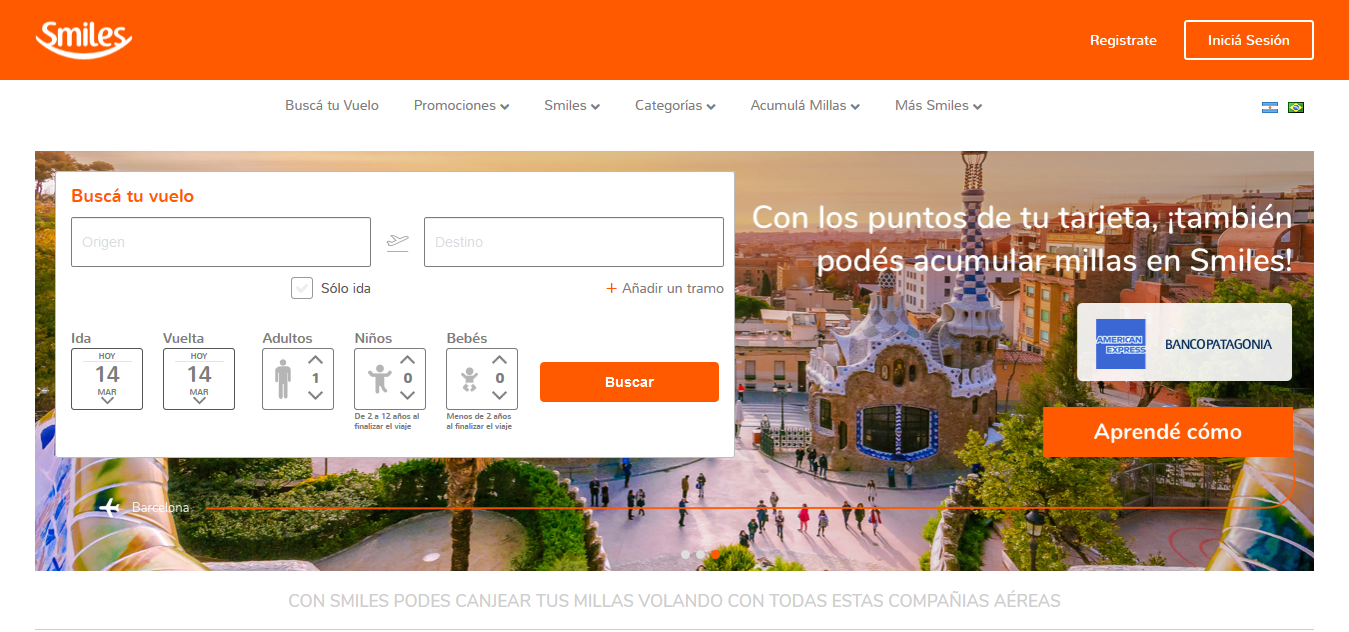 Smiles
Registrate
Iniciá Sesión
Buscá tu Vuelo
Promociones
Smiles
Categorías
Acumulá Millas
Más Smiles
Buscá tu vuelo
Origen
Destino
Sólo ida
+ Añadir un tramo
Ida
Vuelta
Adultos
Niños
Bebés
HOY
14
MAR
HOY
14
MAR
1
0
0
De 2 a 12 años al
finalizar el viaje
Menos de 2 años
al finalizar el viaje
Buscar
Con los puntos de tu tarjeta, ¡también
podés acumular millas en Smiles!
AMERICAN
EXPRESS
BANCOPATAGONIA
Aprendé cómo
Barcelona
CON SMILES PODES CANJEAR TUS MILLAS VOLANDO CON TODAS ESTAS COMPAÑIAS AÉREAS